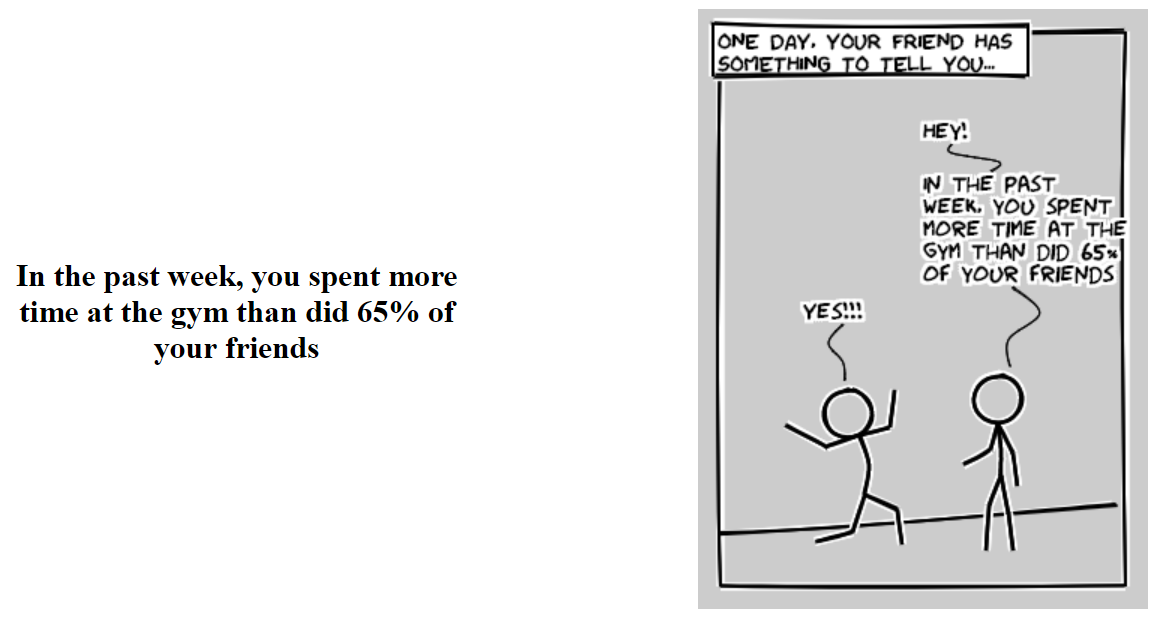 In the past week, you spent more
time at the gym than did 65% of
your friends
ONE DAY, YOUR FRIEND HAS
SOMETHING TO TELL YOU...
HEY!
IN THE PAST
WEEK, YOU SPENT
MORE TIME AT THE
GYM THAN DID 65%
OF YOUR FRIENDS
YES!!!